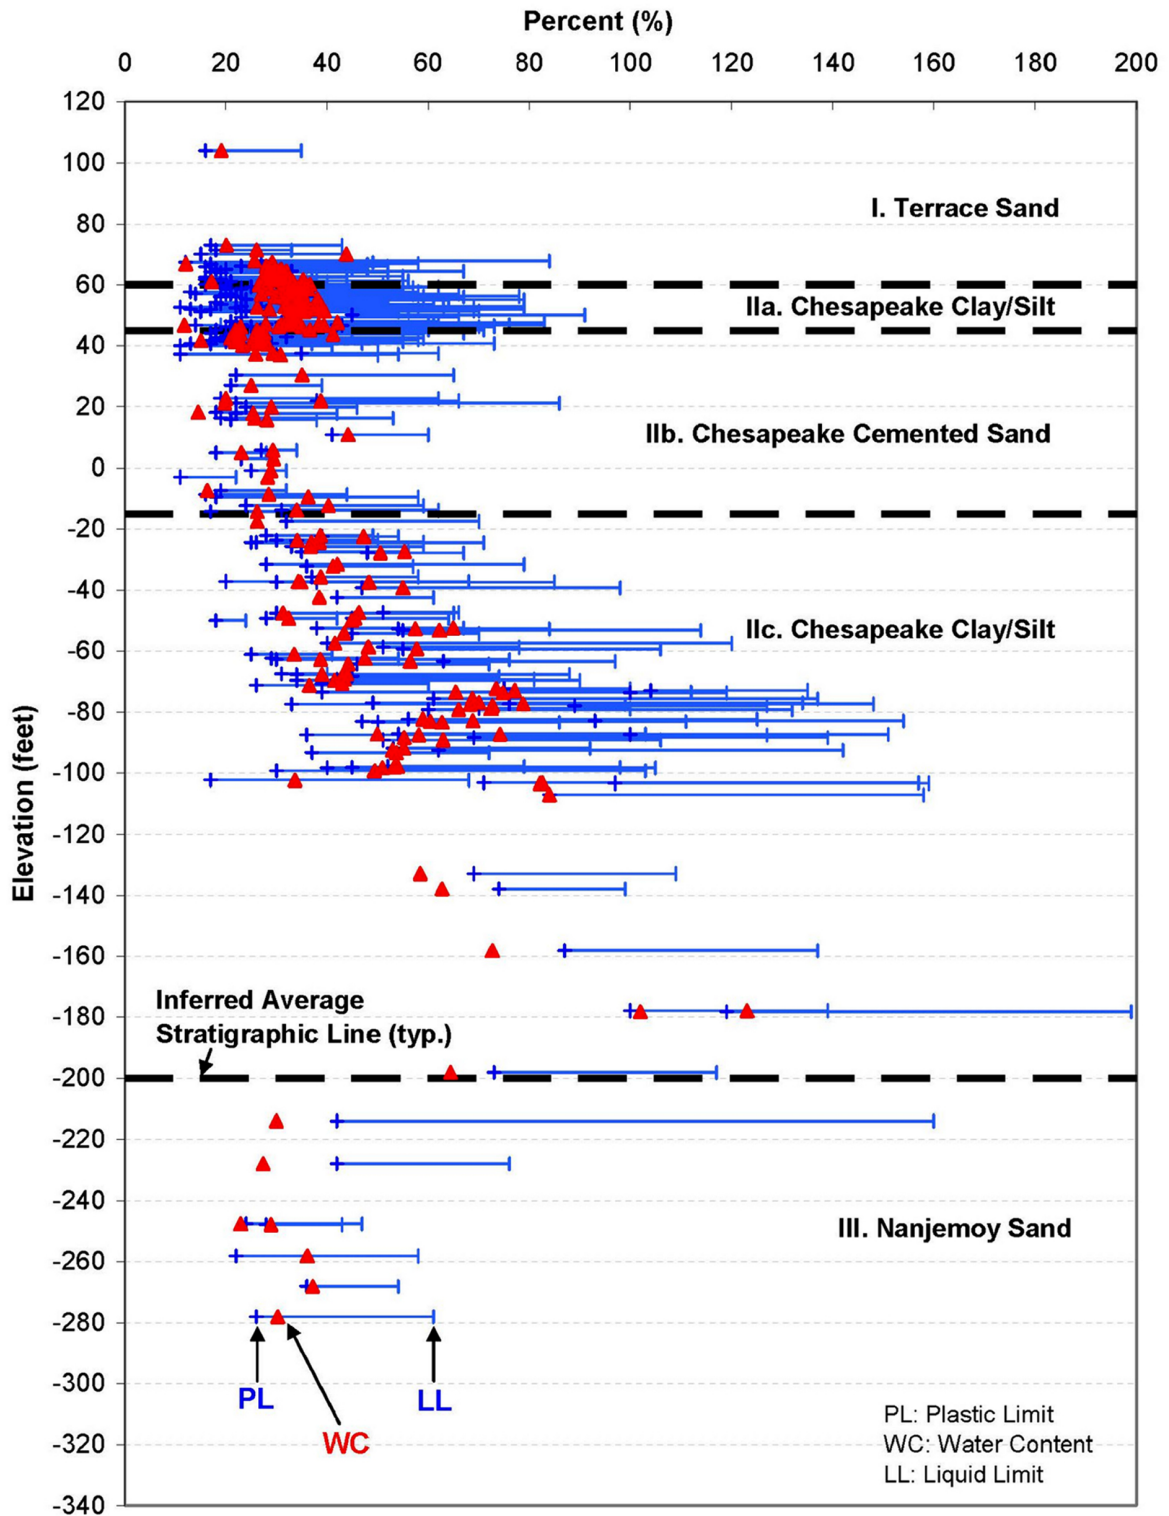 Percent (%)
0 20 40 60 80 100 120 140 160 180 200
120
100
80
60
40
20
0
-20
-40
-60
-80
-100
-120
-140
-160
-180
-200
-220
-240
-260
-280
-300
-320
-340
Elevation (feet)
I. Terrace Sand
IIa. Chesapeake Clay/Silt
IIb. Chesapeake Cemented Sand
IIc. Chesapeake Clay/Silt
Inferred Average
Stratigraphic Line (typ.)
III. Nanjemoy Sand
PL
LL
WC
PL: Plastic Limit
WC: Water Content
LL: Liquid Limit